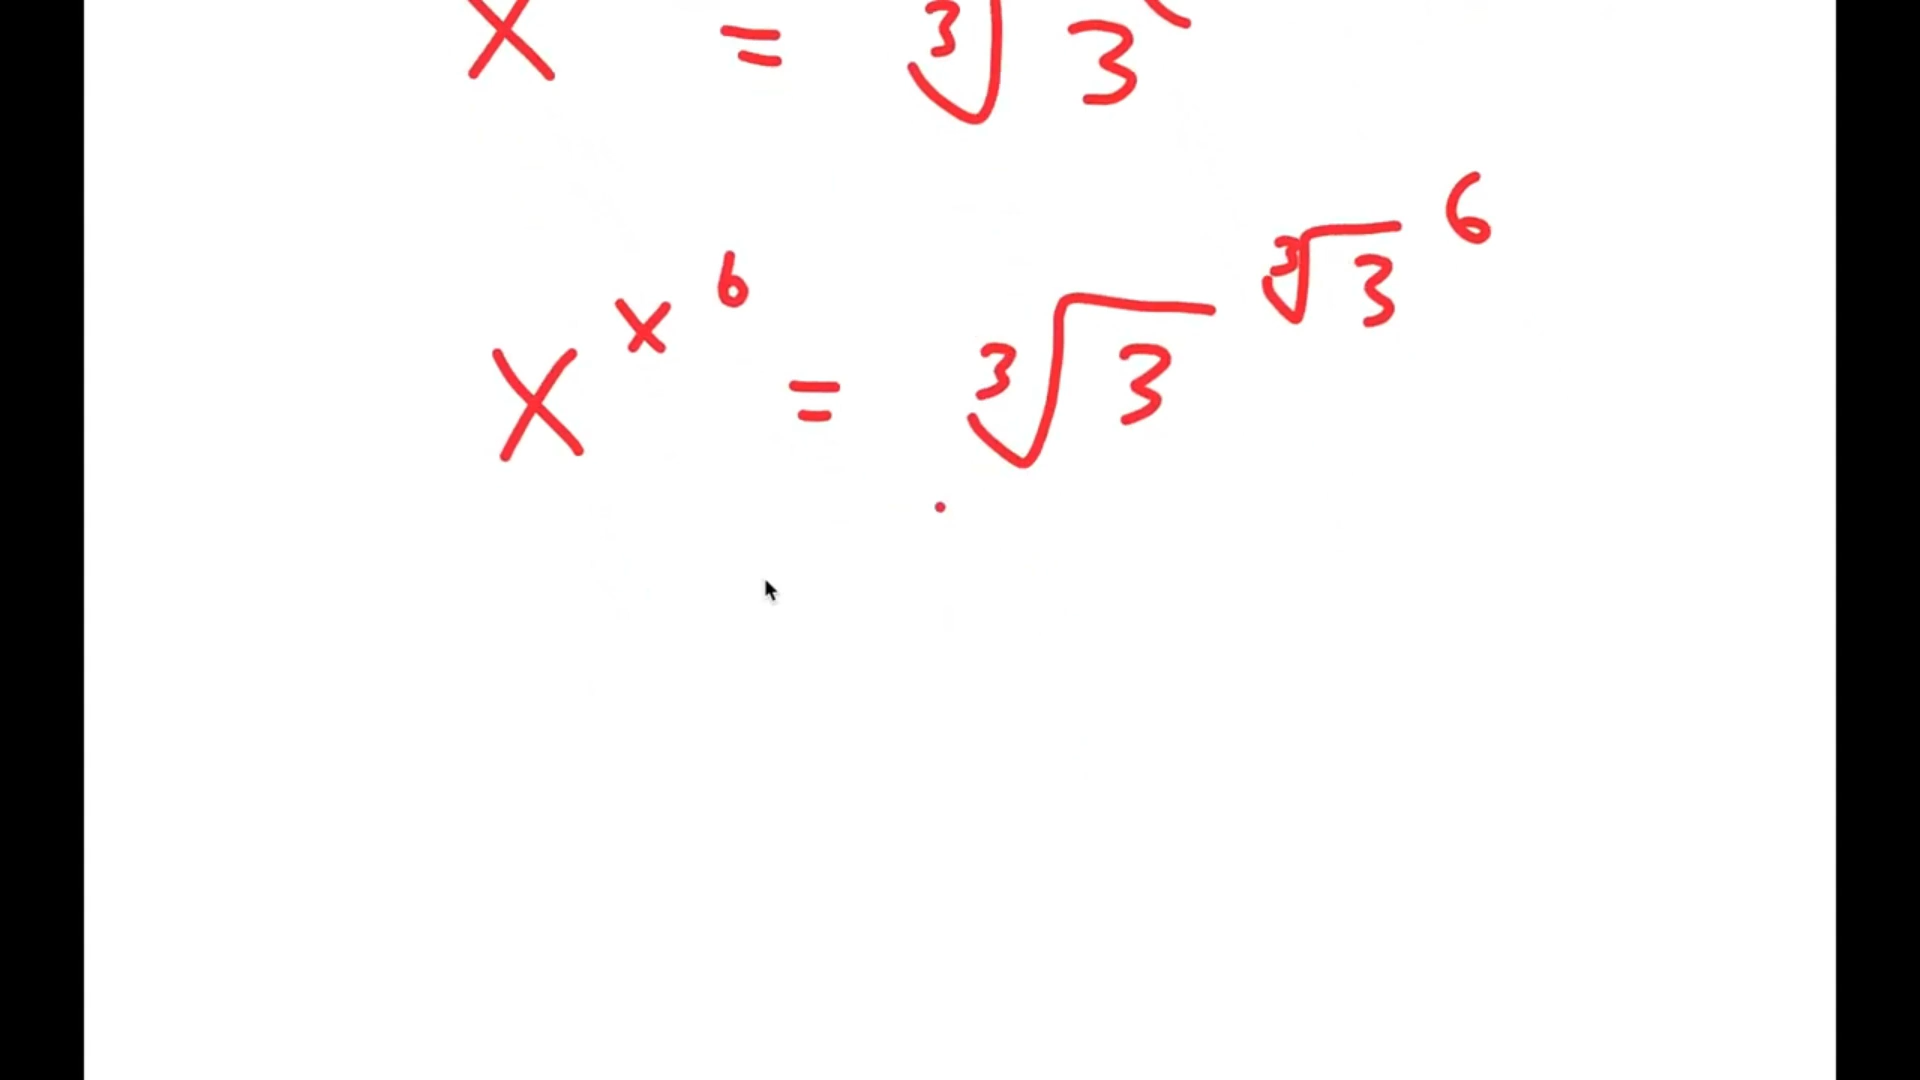 x = ∛3
x^x^6 = ∛3^∛3^6